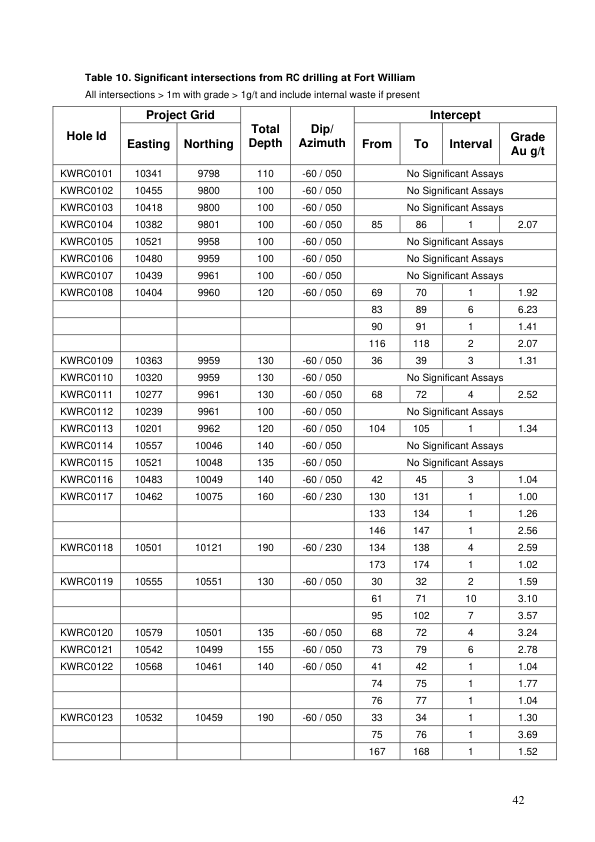 Table 10. Significant intersections from RC drilling at Fort William
All intersections > 1m with grade > 1g/t and include internal waste if present
Hole Id Project Grid Total Depth Dip/ Azimuth Intercept
Easting Northing From To Interval Grade Au g/t
KWRC0101 10341 9798 110 -60 / 050 No Significant Assays
KWRC0102 10455 9800 100 -60 / 050 No Significant Assays
KWRC0103 10418 9800 100 -60 / 050 No Significant Assays
KWRC0104 10382 9801 100 -60 / 050 85 86 1 2.07
KWRC0105 10521 9958 100 -60 / 050 No Significant Assays
KWRC0106 10480 9959 100 -60 / 050 No Significant Assays
KWRC0107 10439 9961 100 -60 / 050 No Significant Assays
KWRC0108 10404 9960 120 -60 / 050 69 70 1 1.92
83 89 6 6.23
90 91 1 1.41
116 118 2 2.07
KWRC0109 10363 9959 130 -60 / 050 36 39 3 1.31
KWRC0110 10320 9959 130 -60 / 050 No Significant Assays
KWRC0111 10277 9961 130 -60 / 050 68 72 4 2.52
KWRC0112 10239 9961 100 -60 / 050 No Significant Assays
KWRC0113 10201 9962 120 -60 / 050 104 105 1 1.34
KWRC0114 10557 10046 140 -60 / 050 No Significant Assays
KWRC0115 10521 10048 135 -60 / 050 No Significant Assays
KWRC0116 10483 10049 140 -60 / 050 42 45 3 1.04
KWRC0117 10462 10075 160 -60 / 230 130 131 1 1.00
133 134 1 1.26
146 147 1 2.56
KWRC0118 10501 10121 190 -60 / 230 134 138 4 2.59
173 174 1 1.02
KWRC0119 10555 10551 130 -60 / 050 30 32 2 1.59
61 71 10 3.10
95 102 7 3.57
KWRC0120 10579 10501 135 -60 / 050 68 72 4 3.24
KWRC0121 10542 10499 155 -60 / 050 73 79 6 2.78
KWRC0122 10568 10461 140 -60 / 050 41 42 1 1.04
74 75 1 1.77
76 77 1 1.04
KWRC0123 10532 10459 190 -60 / 050 33 34 1 1.30
75 76 1 3.69
167 168 1 1.52
42